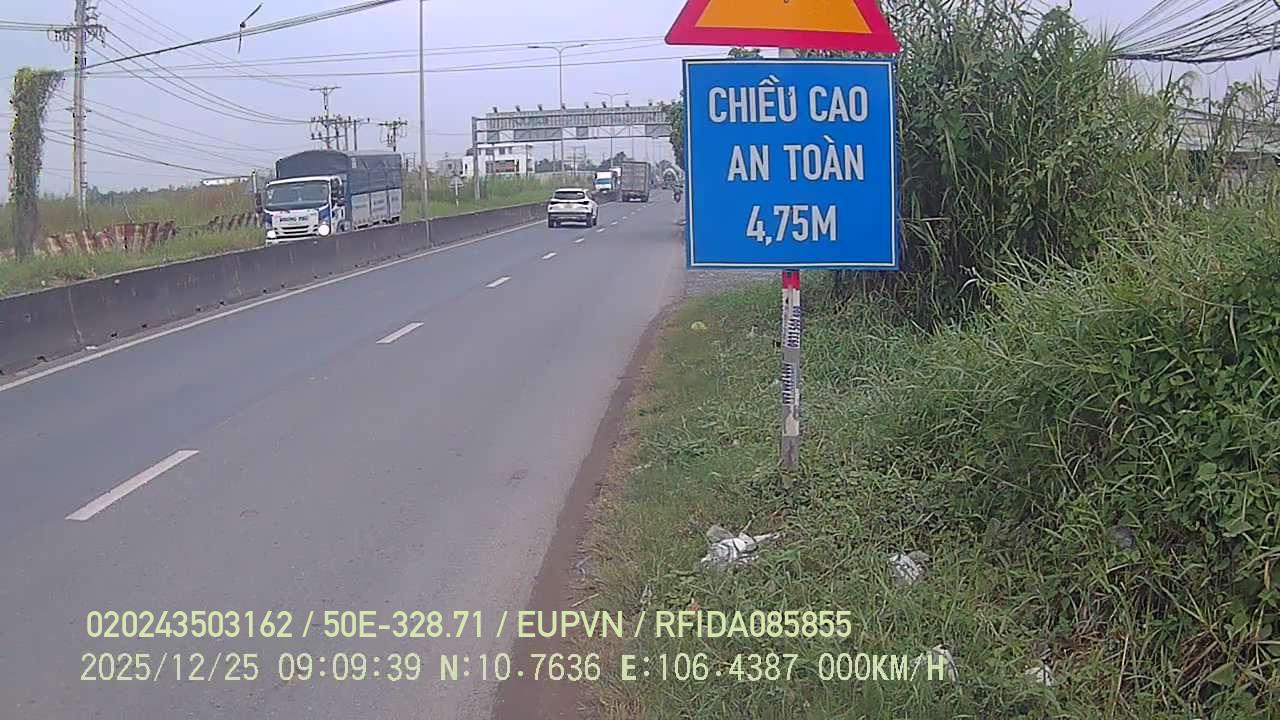 CHIỀU CAO
AN TOÀN
4,75M
020243503162 / 50E-328.71 / EUPVN / RFIDA085855
2025/12/25 09:09:39 N:10.7636 E:106.4387 000KM/H